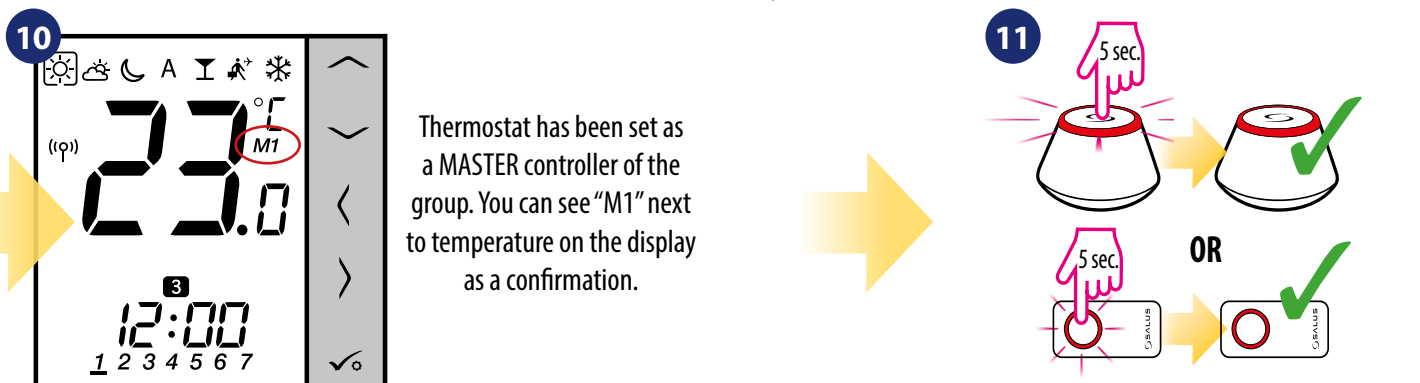 10
A
23.0 °C
M1
3
12:00
1 2 3 4 5 6 7
Thermostat has been set as
a MASTER controller of the
group. You can see “M1” next
to temperature on the display
as a confirmation.
11
5 sec.
OR
5 sec.
SALUS
SALUS